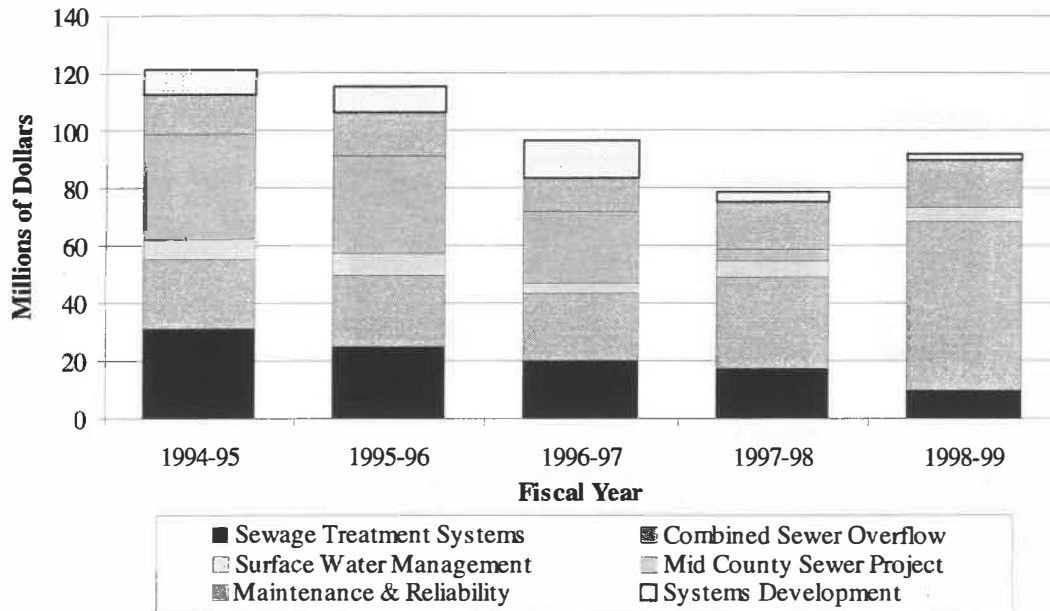 140
120
100
80
60
40
20
0
Millions of Dollars
1994-95 1995-96 1996-97 1997-98 1998-99
Fiscal Year
Sewage Treatment Systems Combined Sewer Overflow
Surface Water Management Mid County Sewer Project
Maintenance & Reliability Systems Development